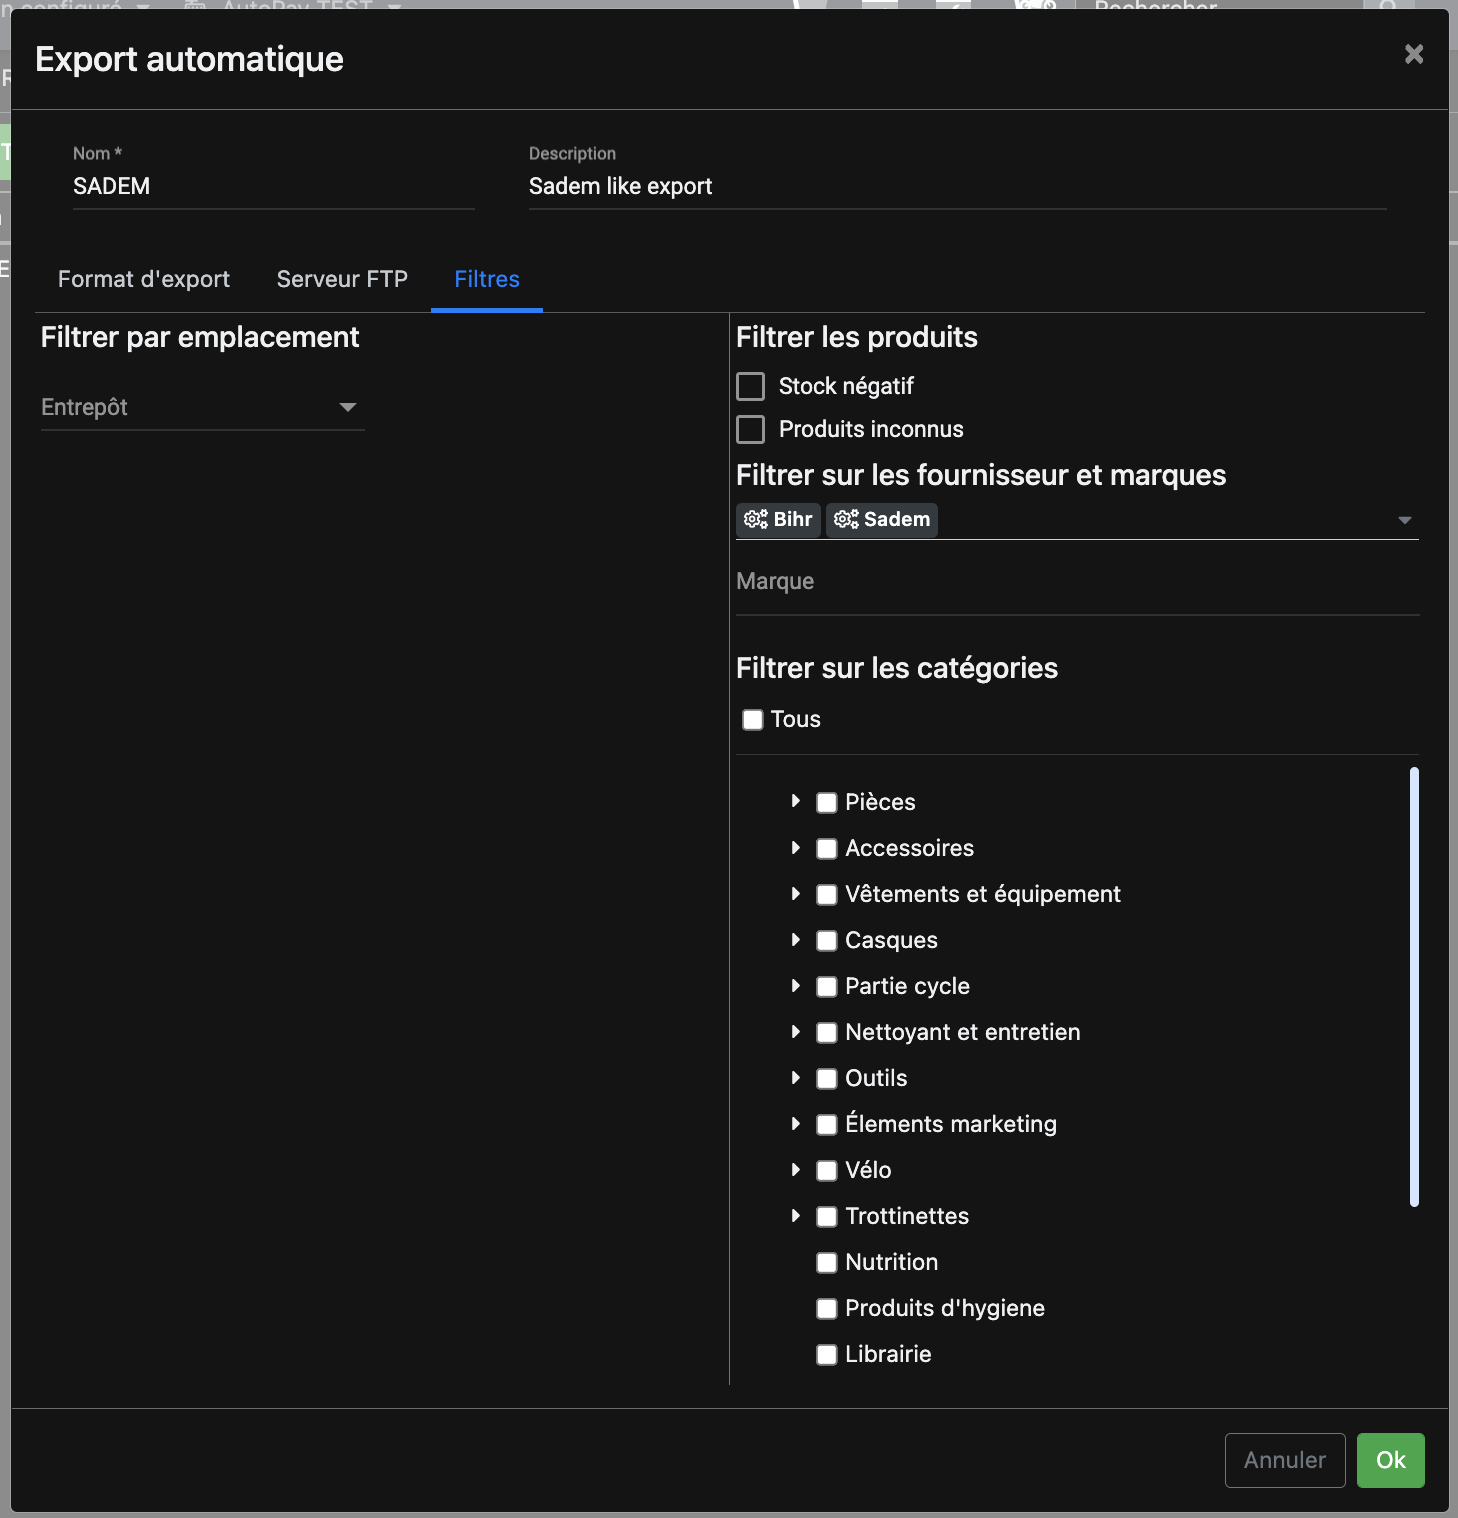 Export automatique
Nom *
SADEM
Description
Sadem like export
Format d'export
Serveur FTP
Filtres
Filtrer par emplacement
Entrepôt
Filtrer les produits
Stock négatif
Produits inconnus
Filtrer sur les fournisseur et marques
Bihr
Sadem
Marque
Filtrer sur les catégories
Tous
Pièces
Accessoires
Vêtements et équipement
Casques
Partie cycle
Nettoyant et entretien
Outils
Élements marketing
Vélo
Trottinettes
Nutrition
Produits d'hygiene
Librairie
Annuler
Ok